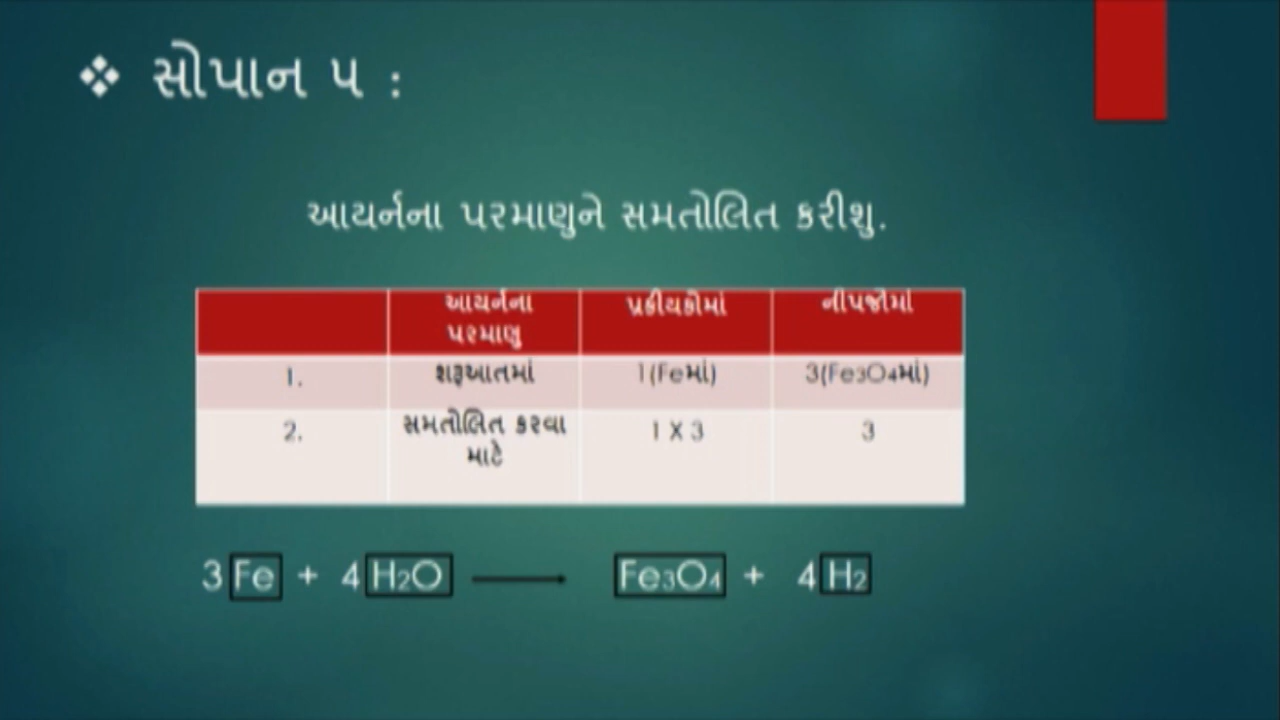 ❖ સોપાન ૫ :
આયર્નના પરમાણુને સમતોલિત કરીશુ.
આયર્નના પરમાણુ પ્રકીયકોમાં નીપજોમાં
1. શરૂઆતમાં 1(Feમાં) 3(Fe₃O₄માં)
2. સમતોલિત કરવા માટે 1 X 3 3
3 Fe + 4 H₂O ⟶ Fe₃O₄ + 4 H₂